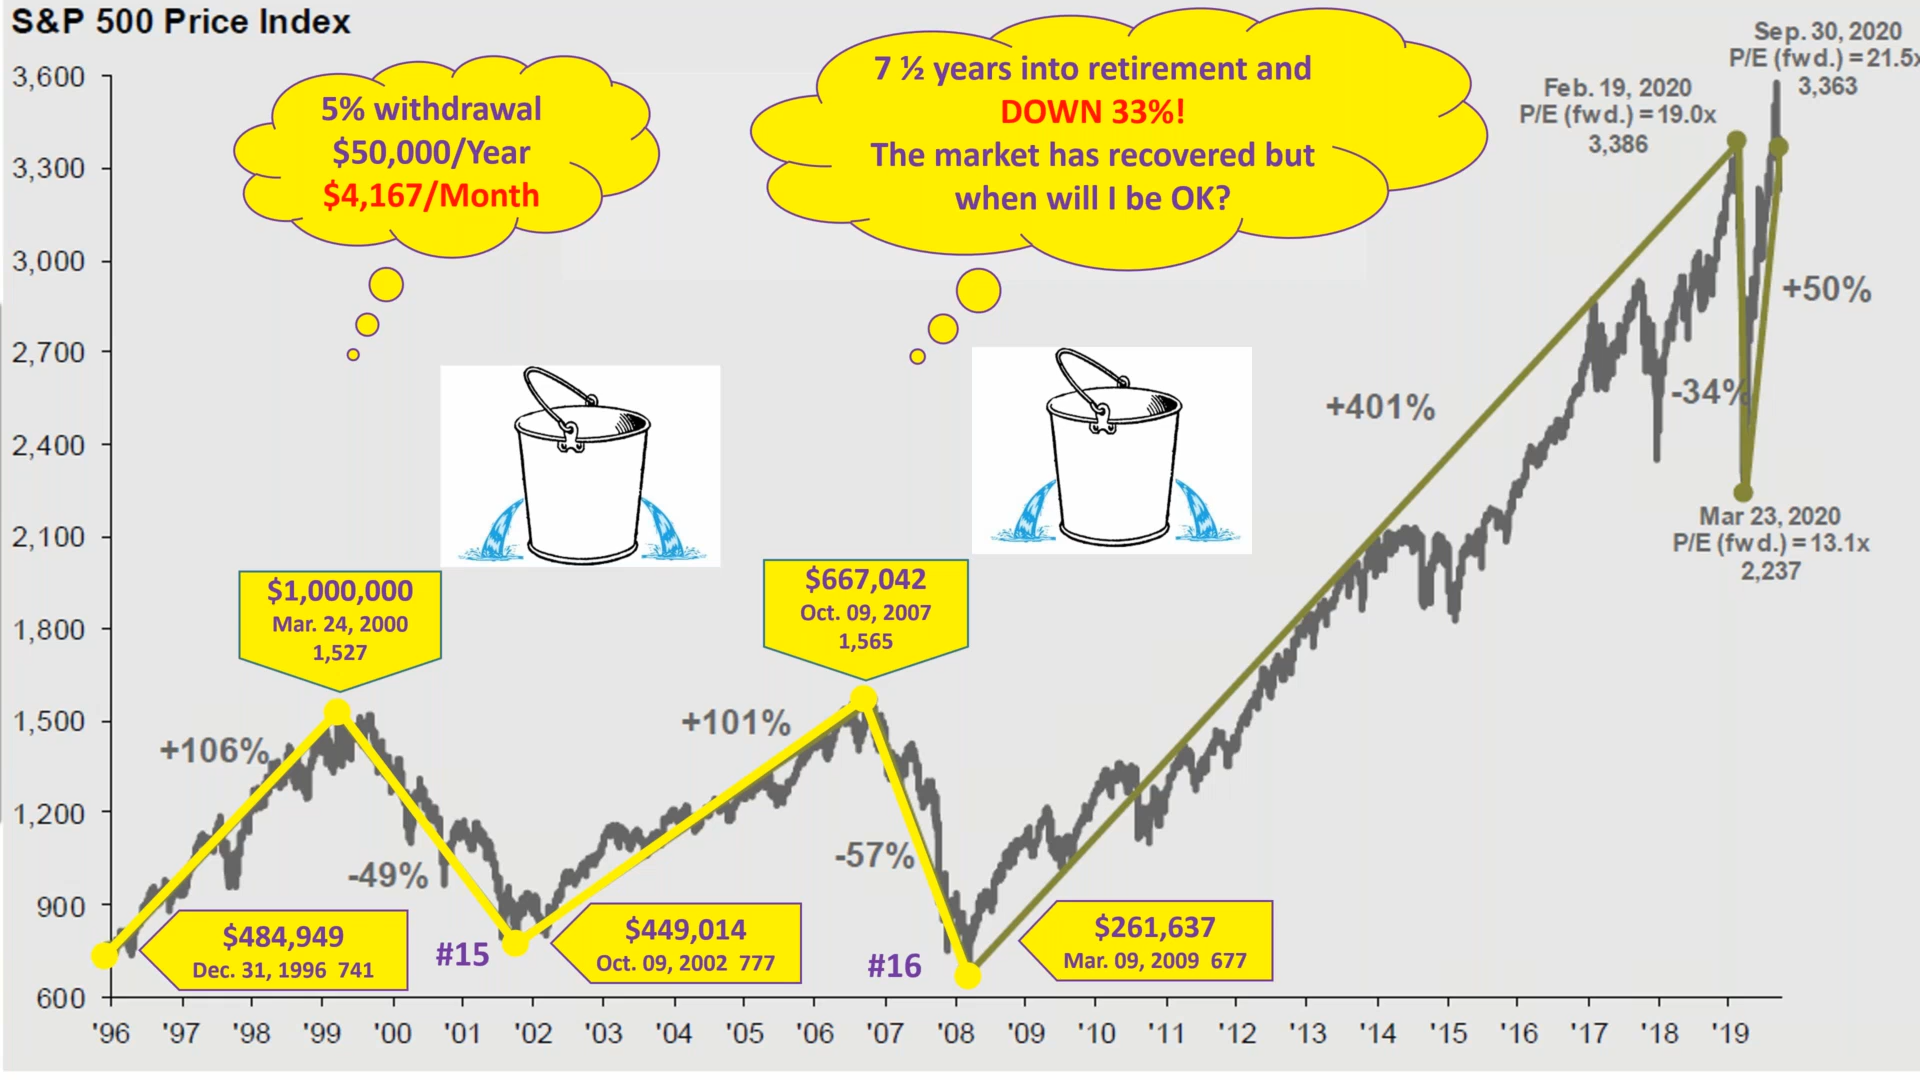 S&P 500 Price Index
3,600
3,300
3,000
2,700
2,400
2,100
1,800
1,500
1,200
900
600
5% withdrawal
$50,000/Year
$4,167/Month
7 ½ years into retirement and
DOWN 33%!
The market has recovered but
when will I be OK?
Sep. 30, 2020
P/E (fwd.) = 21.5x
3,363
Feb. 19, 2020
P/E (fwd.) = 19.0x
3,386
+50%
-34%
+401%
Mar 23, 2020
P/E (fwd.) = 13.1x
2,237
$1,000,000
Mar. 24, 2000
1,527
$667,042
Oct. 09, 2007
1,565
+106%
-49%
+101%
-57%
$484,949
Dec. 31, 1996 741
#15
$449,014
Oct. 09, 2002 777
#16
$261,637
Mar. 09, 2009 677
'96 '97 '98 '99 '00 '01 '02 '03 '04 '05 '06 '07 '08 '09 '10 '11 '12 '13 '14 '15 '16 '17 '18 '19